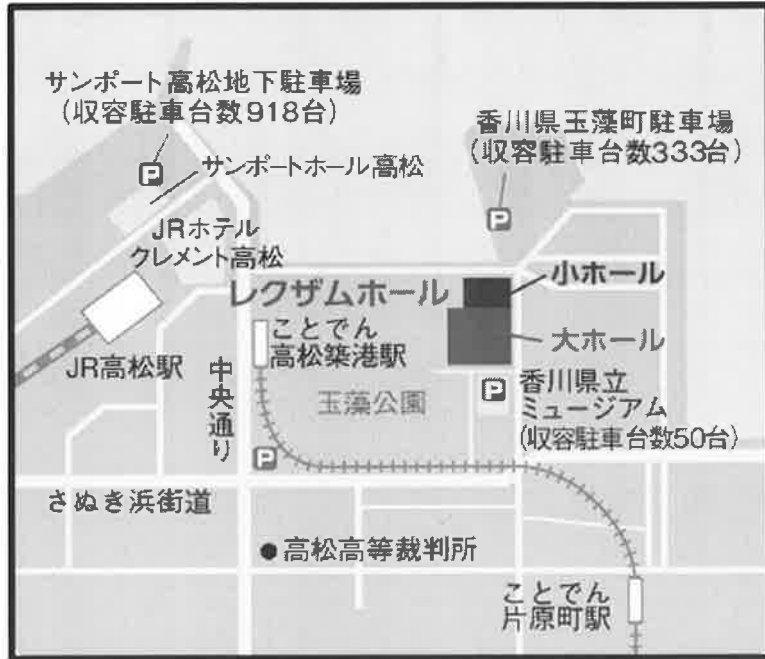 サンポート高松地下駐車場
(収容駐車台数918台)
香川県玉藻町駐車場
(収容駐車台数333台)
P
サンポートホール高松
P
JRホテル
クレメント高松
レクザムホール
小ホール
大ホール
ことでん
高松築港駅
JR高松駅
中央通り
玉藻公園
P
香川県立
ミュージアム
(収容駐車台数50台)
P
さぬき浜街道
高松高等裁判所
ことでん
片原町駅